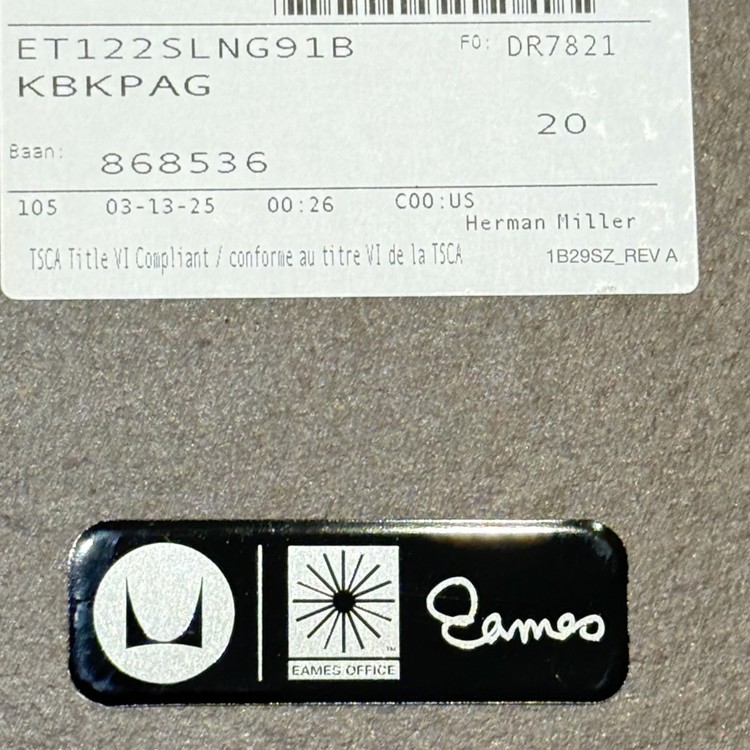 ET122SLNG91B FO: DR7821
KBKPAG
20
Baan: 868536
105 03-13-25 00:26 COO:US
Herman Miller
TSCA Title VI Compliant / conforme au titre VI de la TSCA 1B29SZ_REV A
EAMES OFFICE ™
Eames